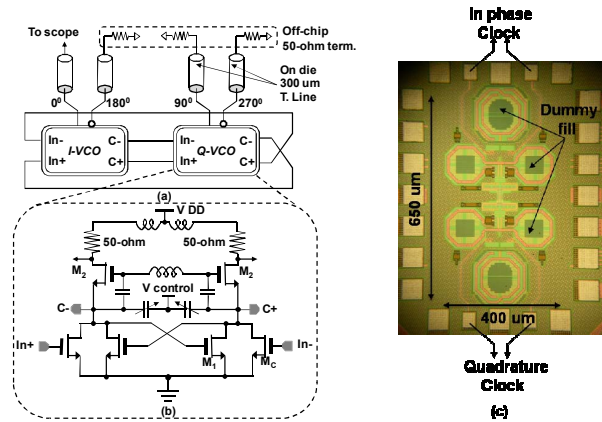 To scope
Off-chip
50-ohm term.
On die
300 um
T. Line
0⁰
180⁰
90⁰
270⁰
In-
In+
I-VCO
C-
C+
In-
In+
Q-VCO
C-
C+
(a)
V DD
50-ohm
50-ohm
M2
M2
V control
C-
C+
In+
M1
MC
In-
(b)
In phase
Clock
Dummy
fill
650 um
400 um
Quadrature
Clock
(c)